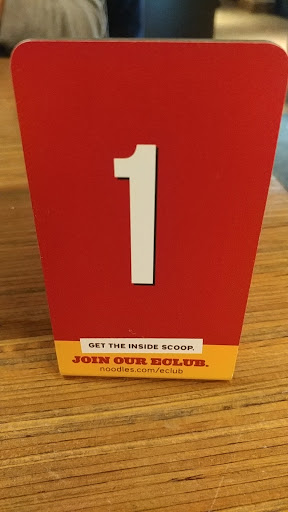 1
GET THE INSIDE SCOOP.
JOIN OUR ECLUB.
noodles.com/eclub